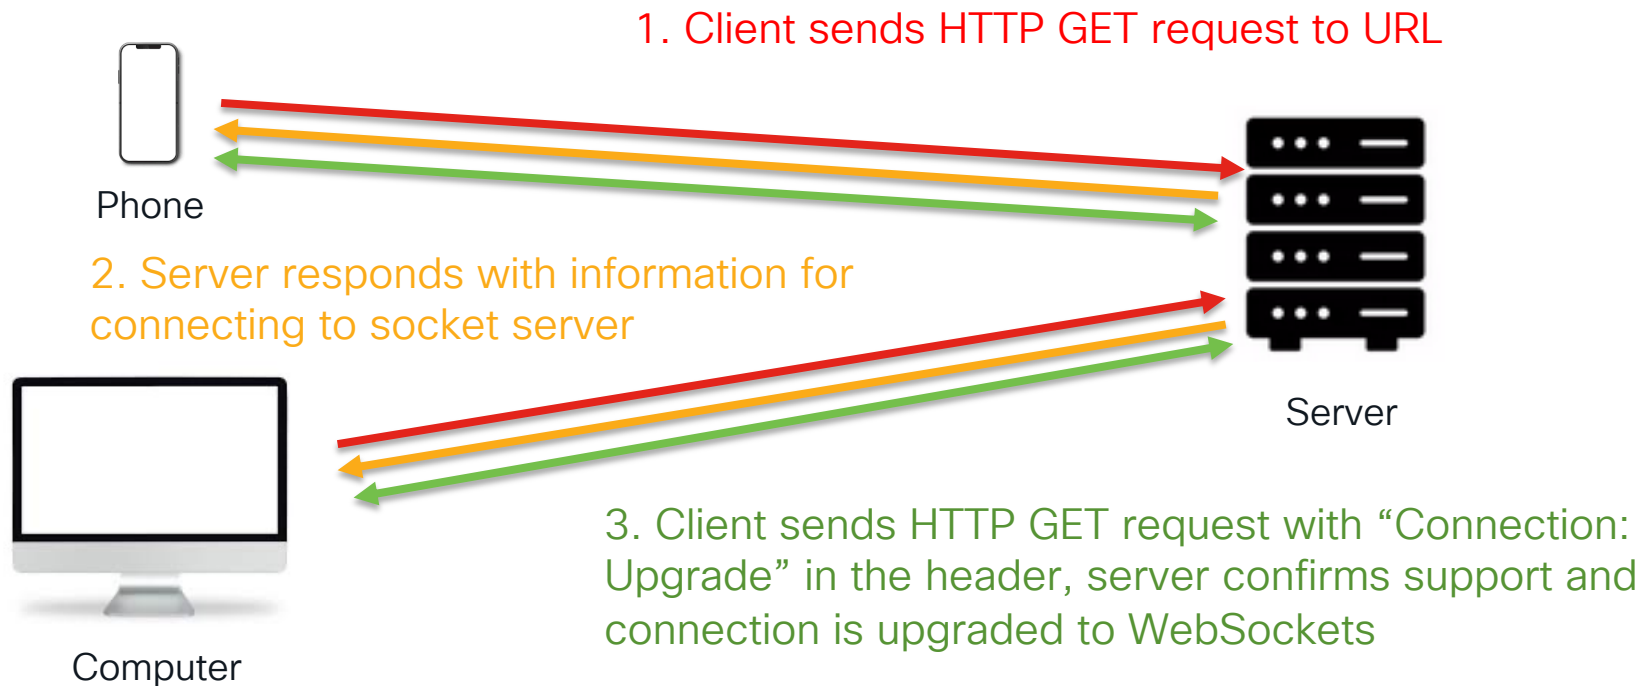 1. Client sends HTTP GET request to URL
Phone
2. Server responds with information for
connecting to socket server
Server
3. Client sends HTTP GET request with “Connection:
Upgrade” in the header, server confirms support and
connection is upgraded to WebSockets
Computer